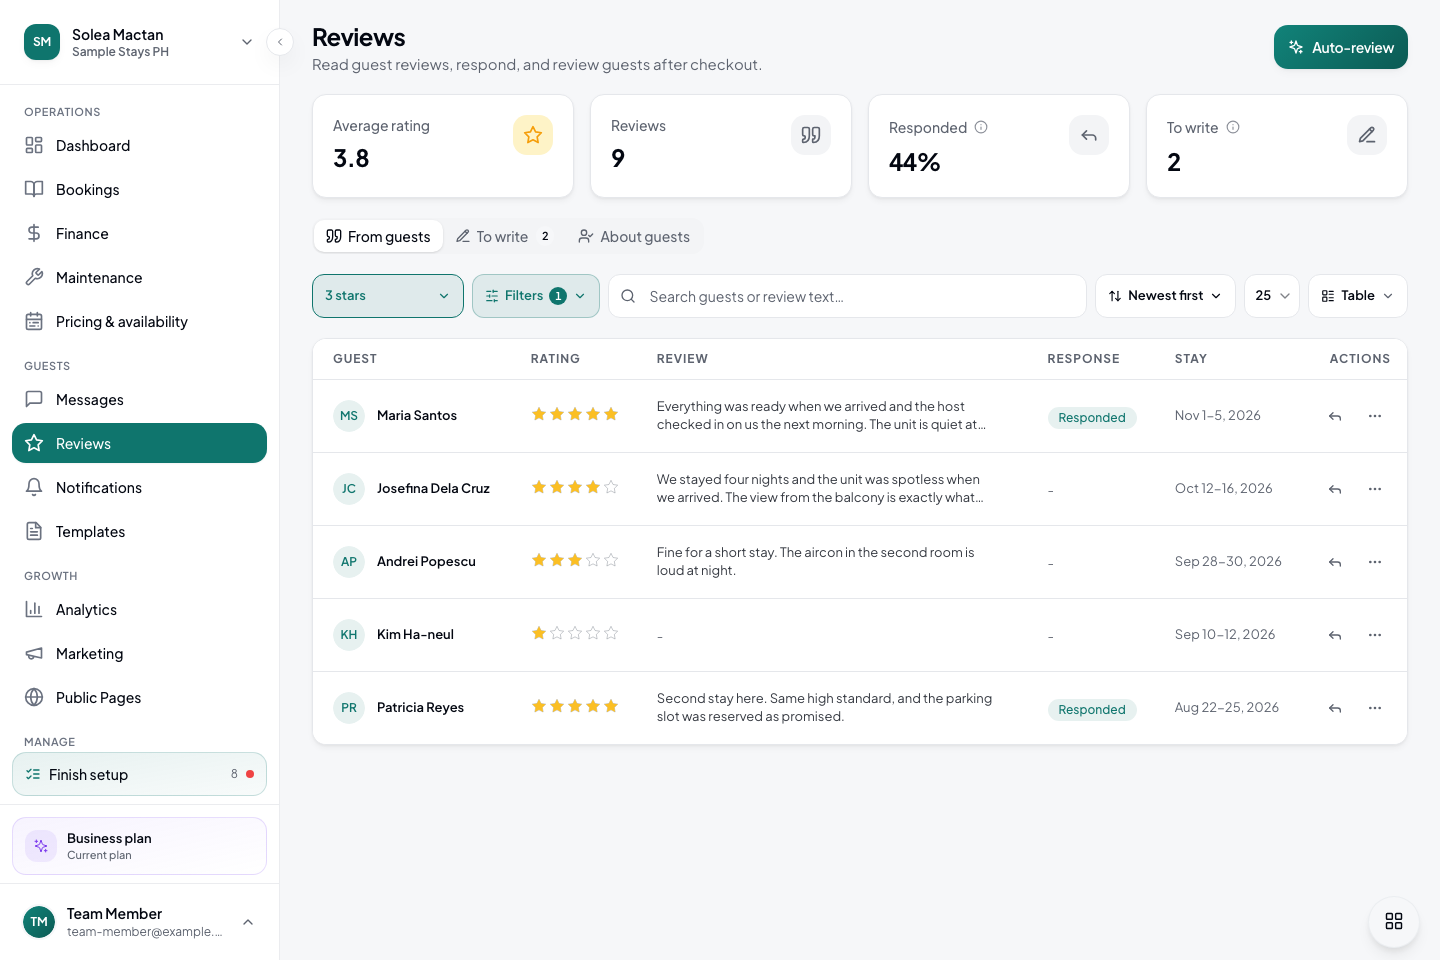 SM
Solea Mactan
Sample Stays PH
OPERATIONS
Dashboard
Bookings
Finance
Maintenance
Pricing & availability
GUESTS
Messages
Reviews
Notifications
Templates
GROWTH
Analytics
Marketing
Public Pages
MANAGE
Finish setup 8
Business plan
Current plan
TM
Team Member
team-member@example....
Reviews
Read guest reviews, respond, and review guests after checkout.
Auto-review
Average rating
3.8
Reviews
9
Responded
44%
To write
2
From guests To write 2 About guests
3 stars Filters 1 Search guests or review text... Newest first 25 Table
GUEST RATING REVIEW RESPONSE STAY ACTIONS
MS Maria Santos
Everything was ready when we arrived and the host
checked in on us the next morning. The unit is quiet at...
Responded Nov 1–5, 2026
JC Josefina Dela Cruz
We stayed four nights and the unit was spotless when
we arrived. The view from the balcony is exactly what...
- Oct 12–16, 2026
AP Andrei Popescu
Fine for a short stay. The aircon in the second room is
loud at night.
- Sep 28–30, 2026
KH Kim Ha-neul - - Sep 10–12, 2026
PR Patricia Reyes
Second stay here. Same high standard, and the parking
slot was reserved as promised.
Responded Aug 22–25, 2026